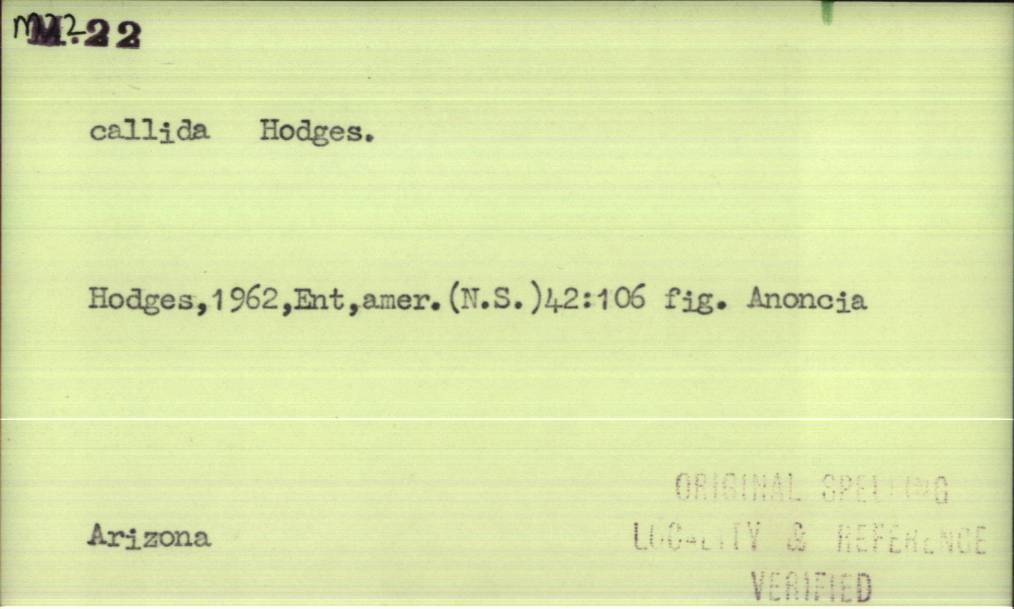 M.22
callida Hodges.
Hodges,1962,Ent,amer.(N.S.)42:106 fig. Anoncia
Arizona
ORIGINAL SPELLING
LOCALITY & REFERENCE
VERIFIED